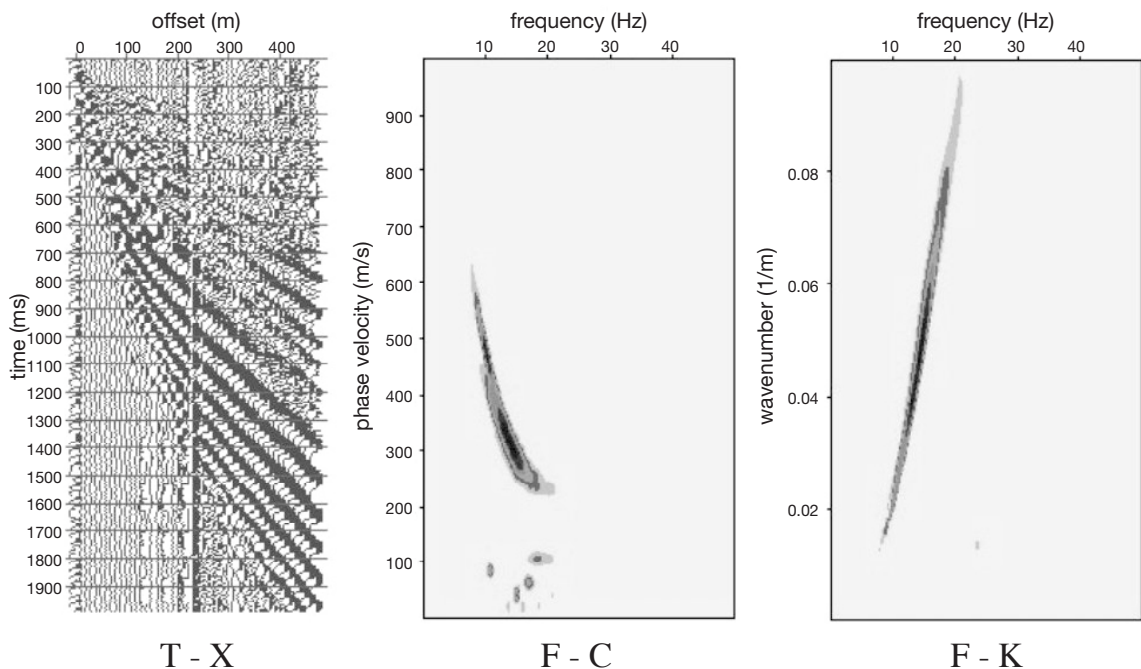 offset (m)
0 100 200 300 400
time (ms)
100
200
300
400
500
600
700
800
900
1000
1100
1200
1300
1400
1500
1600
1700
1800
1900
T - X
frequency (Hz)
10 20 30 40
phase velocity (m/s)
900
800
700
600
500
400
300
200
100
F - C
frequency (Hz)
10 20 30 40
wavenumber (1/m)
0.08
0.06
0.04
0.02
F - K